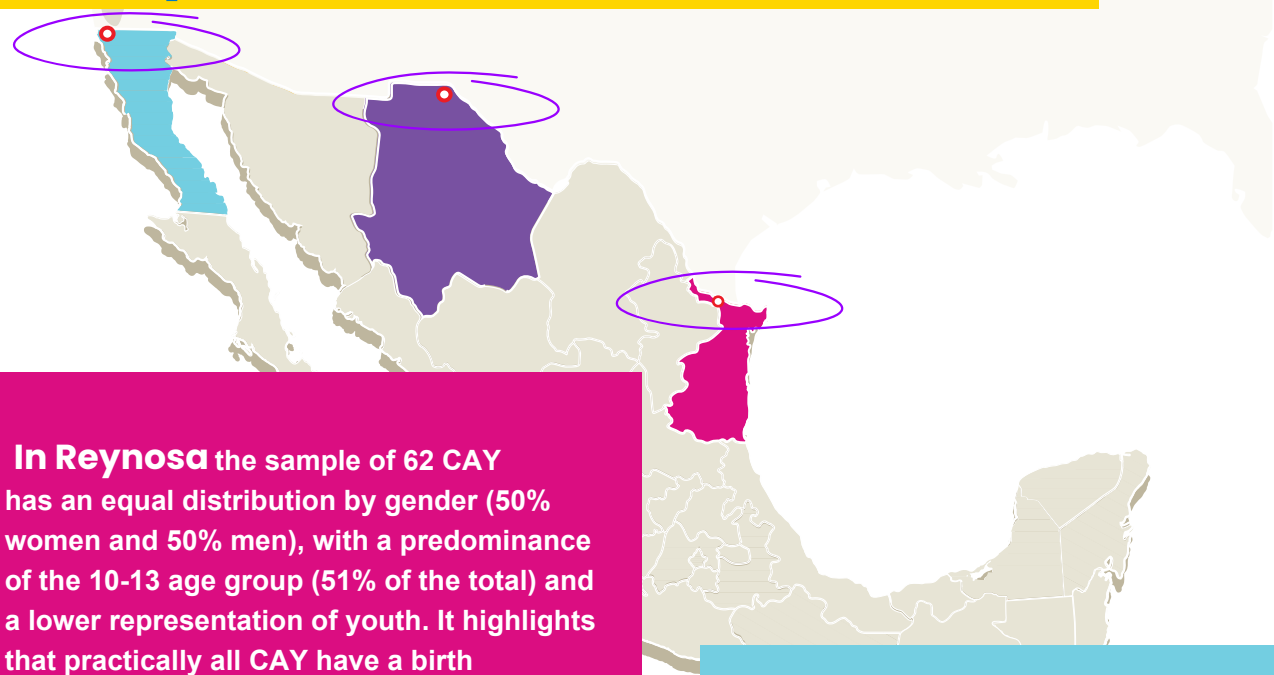 In Reynosa the sample of 62 CAY
has an equal distribution by gender (50%
women and 50% men), with a predominance
of the 10-13 age group (51% of the total) and
a lower representation of youth. It highlights
that practically all CAY have a birth